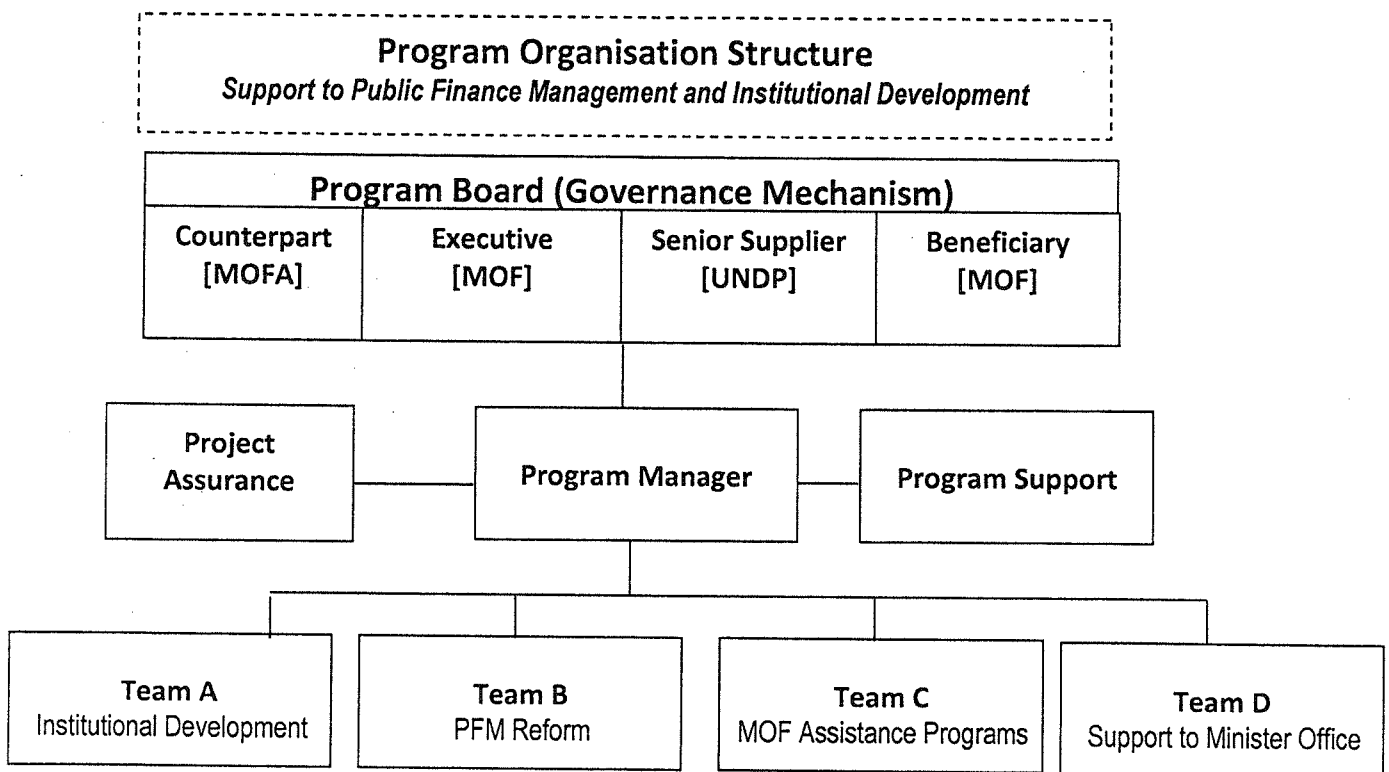 Program Organisation Structure
Support to Public Finance Management and Institutional Development
Program Board (Governance Mechanism)
Counterpart
[MOFA]
Executive
[MOF]
Senior Supplier
[UNDP]
Beneficiary
[MOF]
Project
Assurance
Program Manager
Program Support
Team A
Institutional Development
Team B
PFM Reform
Team C
MOF Assistance Programs
Team D
Support to Minister Office